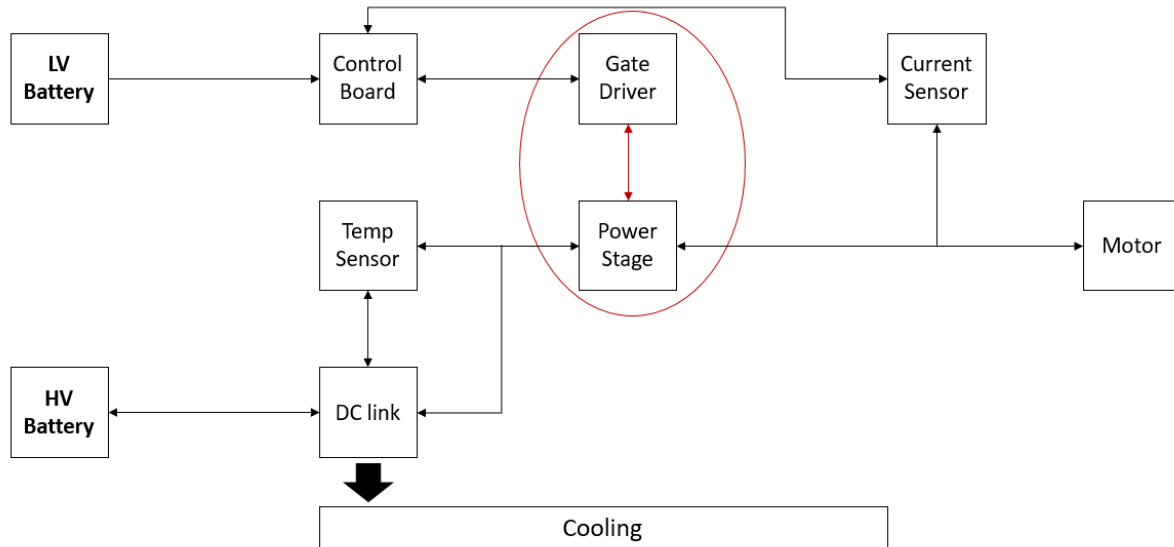 LV
Battery
Control
Board
Gate
Driver
Current
Sensor
Temp
Sensor
Power
Stage
Motor
HV
Battery
DC link
Cooling